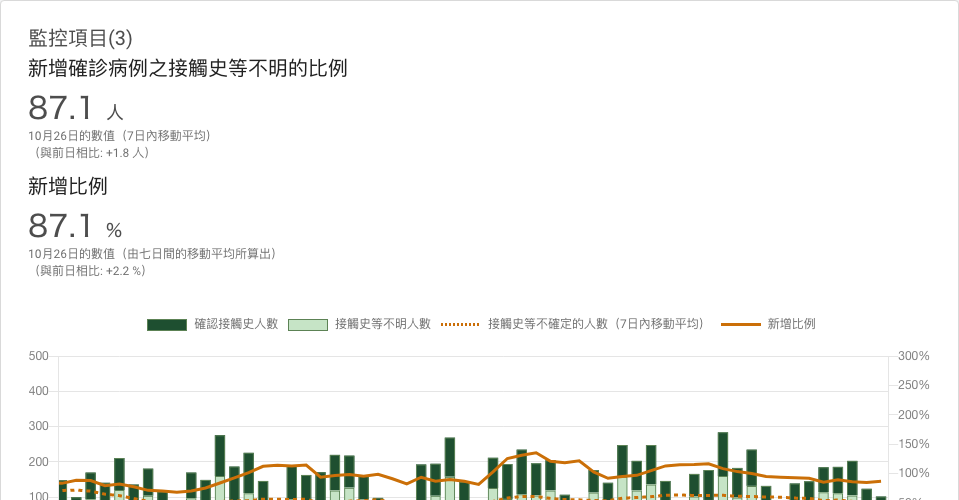 監控項目(3)
新增確診病例之接觸史等不明的比例
87.1 人
10月26日的數值（7日內移動平均）
（與前日相比: +1.8 人）
新增比例
87.1 %
10月26日的數值（由七日間的移動平均所算出）
（與前日相比: +2.2 %）
確認接觸史人數 接觸史等不明人數 接觸史等不確定的人數（7日內移動平均） 新增比例
500 300%
250%
400
200%
300
150%
200
100%
100